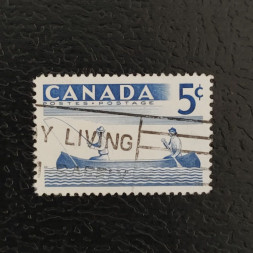 CANADA
5¢
POSTES-POSTAGE
Y LIVING